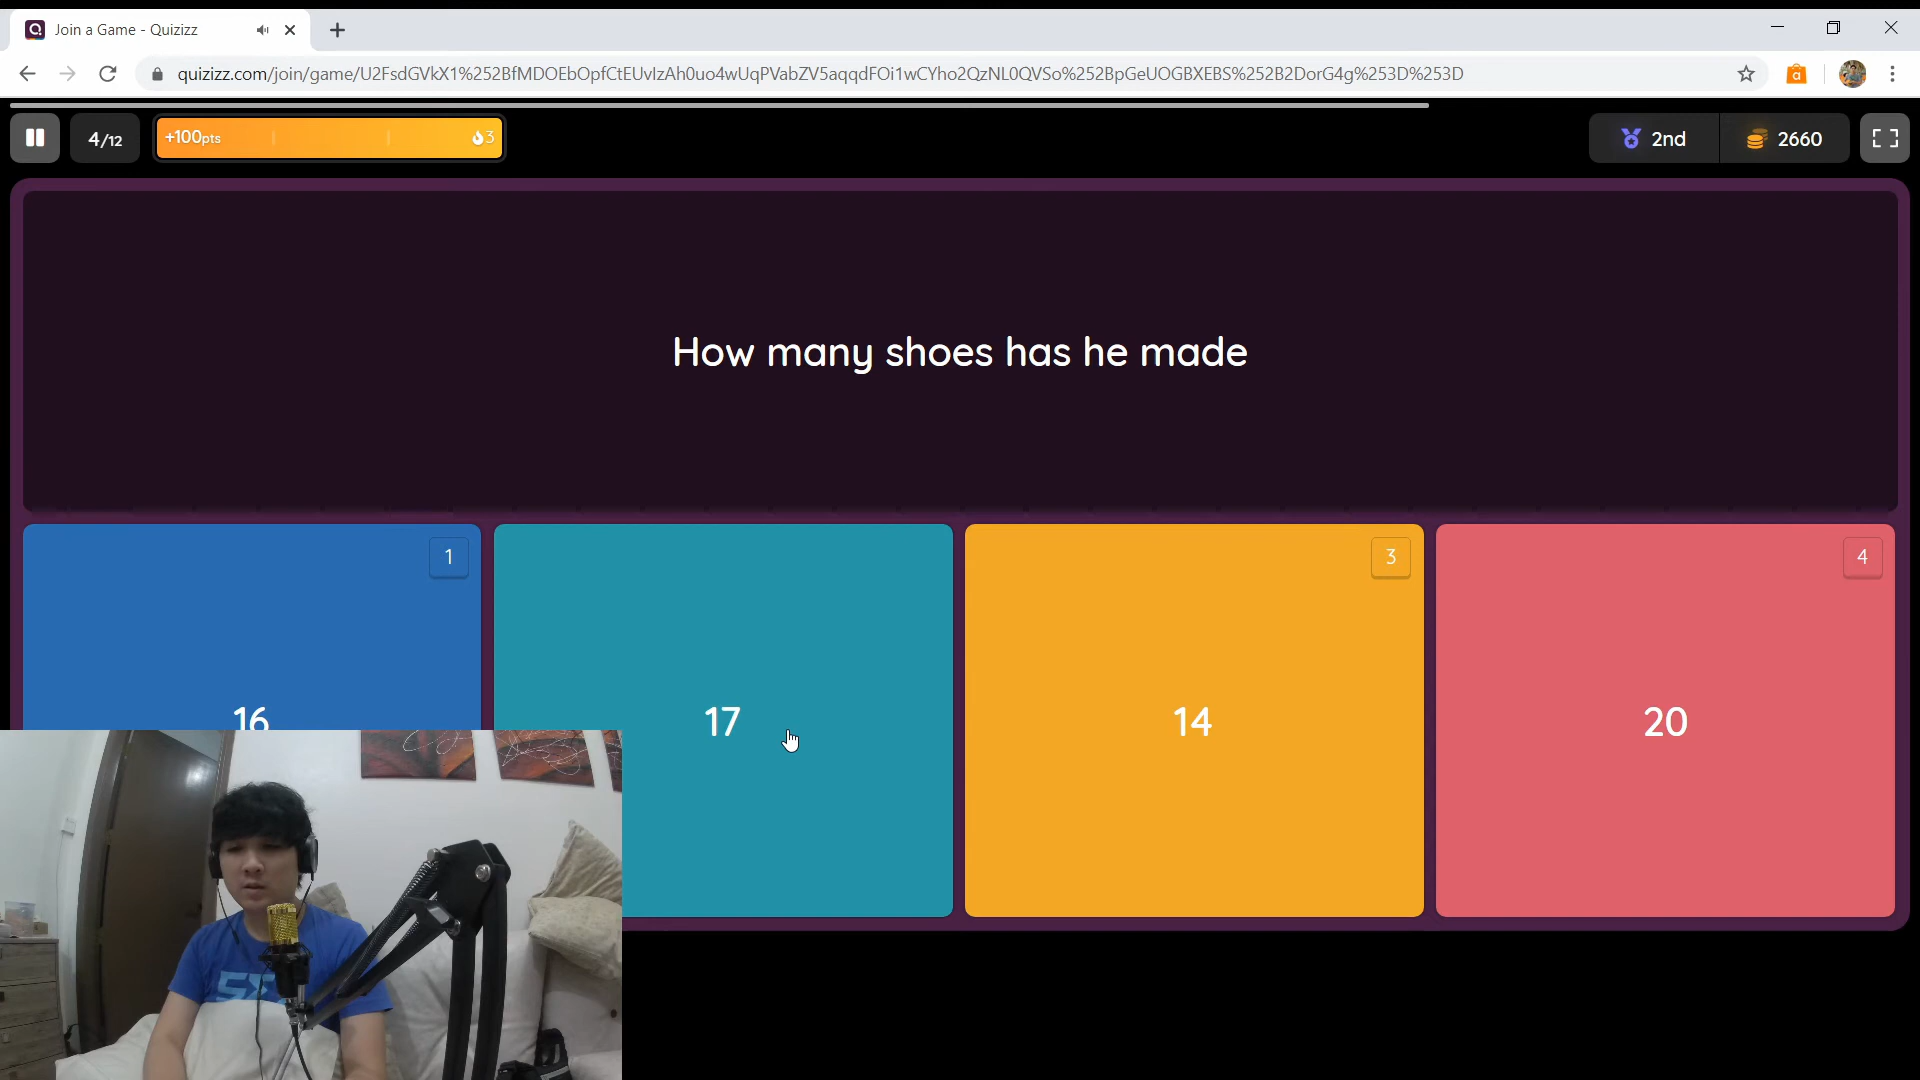 Join a Game - Quizizz
quizizz.com/join/game/U2FsdGVkX1%252BfMDOEbOpfCtEUvIzAh0uo4wUqPVabZV5aqqdFOi1wCYho2QzNL0QVSo%252BpGeUOGBXEBS%252B2DorG4g%253D%253D
4/12
+100pts
3
2nd
2660
How many shoes has he made
1
3
4
16
17
14
20